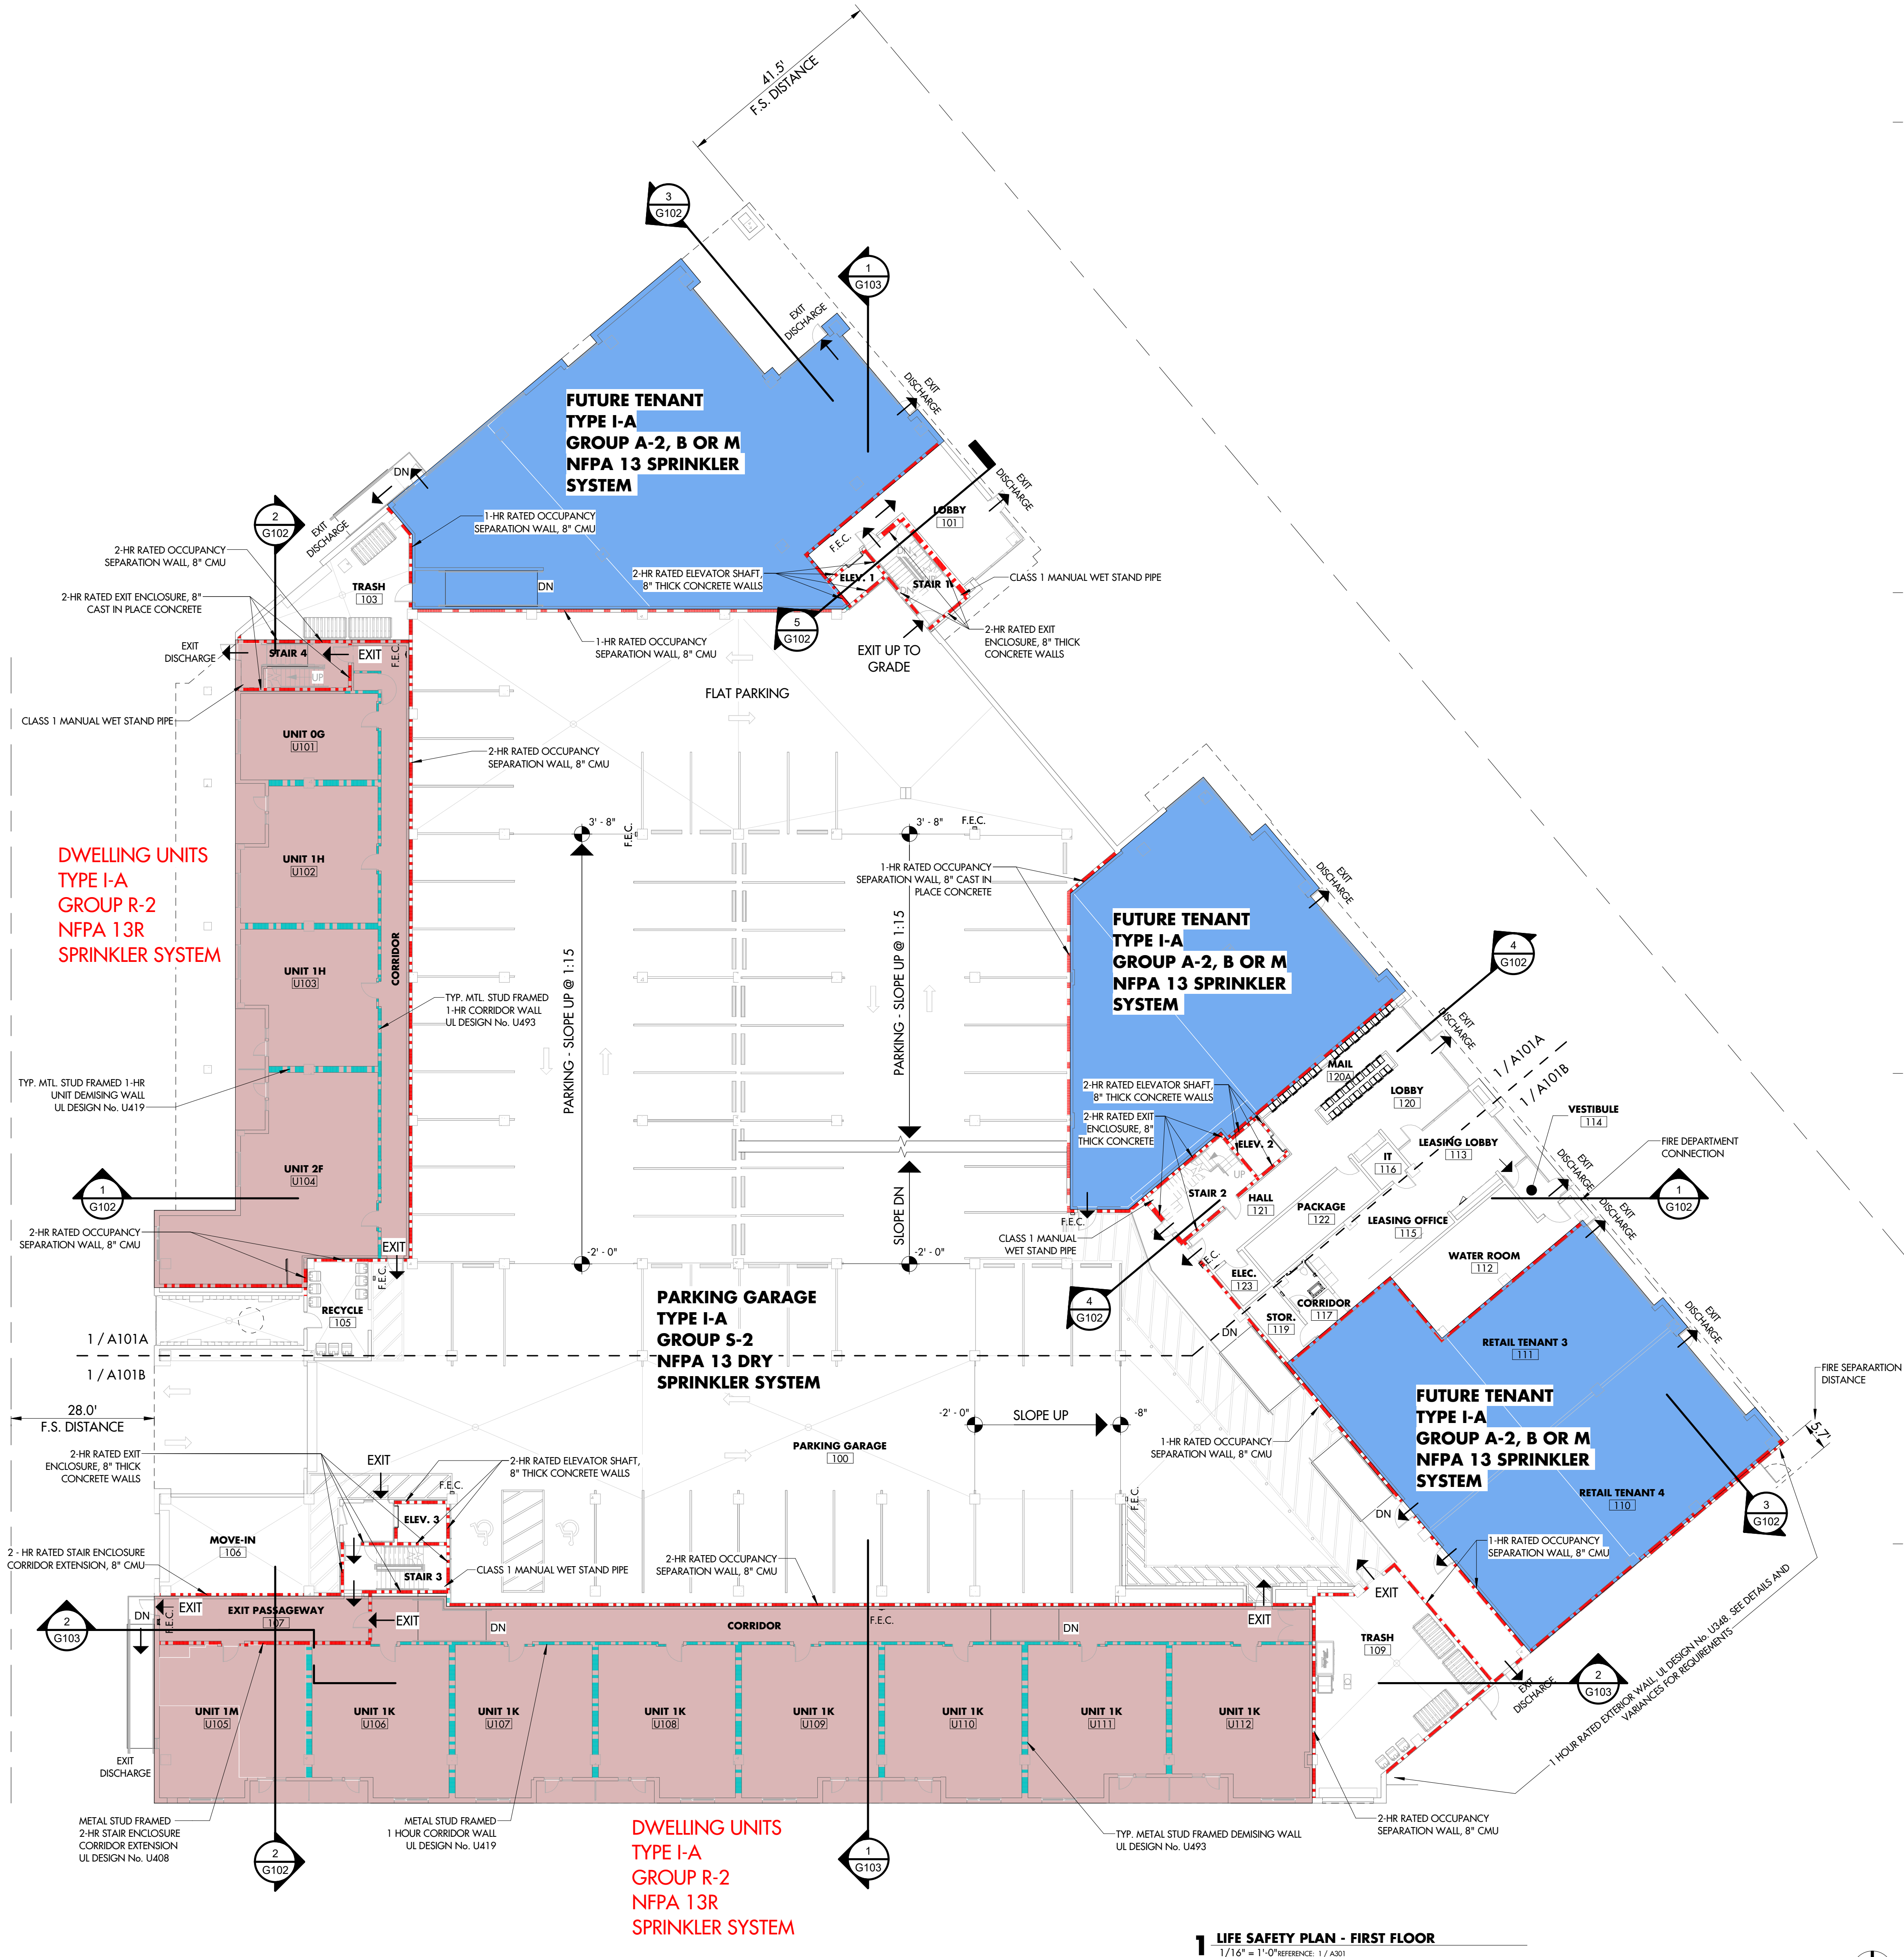 41.5'
F.S. DISTANCE
3
G102
1
G103
EXIT
DISCHARGE
EXIT
DISCHARGE
FUTURE TENANT
TYPE I-A
GROUP A-2, B OR M
NFPA 13 SPRINKLER
SYSTEM
DN
EXIT
DISCHARGE
2
G102
EXIT
DISCHARGE
1-HR RATED OCCUPANCY
SEPARATION WALL, 8" CMU
LOBBY
101
F.E.C.
DN
2-HR RATED OCCUPANCY
SEPARATION WALL, 8" CMU
TRASH
103
DN
2-HR RATED ELEVATOR SHAFT,
8" THICK CONCRETE WALLS
ELEV. 1
STAIR 1
DN
CLASS 1 MANUAL WET STAND PIPE
2-HR RATED EXIT ENCLOSURE, 8"
CAST IN PLACE CONCRETE
5
G102
2-HR RATED EXIT
ENCLOSURE, 8" THICK
CONCRETE WALLS
1-HR RATED OCCUPANCY
SEPARATION WALL, 8" CMU
EXIT UP TO
GRADE
EXIT
DISCHARGE
STAIR 4
EXIT
F.E.C.
UP
FLAT PARKING
CLASS 1 MANUAL WET STAND PIPE
UNIT 0G
U101
2-HR RATED OCCUPANCY
SEPARATION WALL, 8" CMU
3' - 8"
F.E.C.
3' - 8"
F.E.C.
DWELLING UNITS
TYPE I-A
GROUP R-2
NFPA 13R
SPRINKLER SYSTEM
UNIT 1H
U102
1-HR RATED OCCUPANCY
SEPARATION WALL, 8" CAST IN
PLACE CONCRETE
EXIT
DISCHARGE
FUTURE TENANT
TYPE I-A
GROUP A-2, B OR M
NFPA 13 SPRINKLER
SYSTEM
4
G102
CORRIDOR
UNIT 1H
U103
PARKING - SLOPE UP @ 1:15
PARKING - SLOPE UP @ 1:15
TYP. MTL. STUD FRAMED
1-HR CORRIDOR WALL
UL DESIGN No. U493
EXIT
DISCHARGE
1 / A101A
1 / A101B
MAIL
120A
LOBBY
120
TYP. MTL. STUD FRAMED 1-HR
UNIT DEMISING WALL
UL DESIGN No. U419
2-HR RATED ELEVATOR SHAFT,
8" THICK CONCRETE WALLS
2-HR RATED EXIT
ENCLOSURE, 8"
THICK CONCRETE
VESTIBULE
114
ELEV. 2
LEASING LOBBY
113
IT
116
FIRE DEPARTMENT
CONNECTION
EXIT
DISCHARGE
UNIT 2F
U104
1
G102
UP
STAIR 2
HALL
121
SLOPE DN
PACKAGE
122
LEASING OFFICE
115
EXIT
DISCHARGE
1
G102
F.E.C.
2-HR RATED OCCUPANCY
SEPARATION WALL, 8" CMU
EXIT
-2' - 0"
-2' - 0"
CLASS 1 MANUAL
WET STAND PIPE
F.E.C.
WATER ROOM
112
F.E.C.
ELEC.
123
RECYCLE
105
PARKING GARAGE
TYPE I-A
GROUP S-2
NFPA 13 DRY
SPRINKLER SYSTEM
4
G102
CORRIDOR
117
STOR.
119
DN
EXIT
DISCHARGE
1 / A101A
1 / A101B
RETAIL TENANT 3
111
FIRE SEPARARTION
DISTANCE
5.7'
28.0'
F.S. DISTANCE
-2' - 0"
SLOPE UP
-8"
FUTURE TENANT
TYPE I-A
GROUP A-2, B OR M
NFPA 13 SPRINKLER
SYSTEM
PARKING GARAGE
100
1-HR RATED OCCUPANCY
SEPARATION WALL, 8" CMU
2-HR RATED EXIT
ENCLOSURE, 8" THICK
CONCRETE WALLS
EXIT
2-HR RATED ELEVATOR SHAFT,
8" THICK CONCRETE WALLS
F.E.C.
F.E.C.
RETAIL TENANT 4
110
3
G102
ELEV. 3
DN
MOVE-IN
106
2 - HR RATED STAIR ENCLOSURE
CORRIDOR EXTENSION, 8" CMU
STAIR 3
CLASS 1 MANUAL WET STAND PIPE
2-HR RATED OCCUPANCY
SEPARATION WALL, 8" CMU
1-HR RATED OCCUPANCY
SEPARATION WALL, 8" CMU
EXIT
DN
F.E.C.
EXIT
EXIT PASSAGEWAY
107
EXIT
DN
CORRIDOR
F.E.C.
DN
EXIT
2
G103
TRASH
109
2
G103
EXIT
DISCHARGE
1 HOUR RATED EXTERIOR WALL, UL DESIGN No. U348. SEE DETAILS AND
VARIANCES FOR REQUIREMENTS
UNIT 1M
U105
UNIT 1K
U106
UNIT 1K
U107
UNIT 1K
U108
UNIT 1K
U109
UNIT 1K
U110
UNIT 1K
U111
UNIT 1K
U112
EXIT
DISCHARGE
METAL STUD FRAMED
2-HR STAIR ENCLOSURE
CORRIDOR EXTENSION
UL DESIGN No. U408
2
G102
METAL STUD FRAMED
1 HOUR CORRIDOR WALL
UL DESIGN No. U419
DWELLING UNITS
TYPE I-A
GROUP R-2
NFPA 13R
SPRINKLER SYSTEM
1
G103
TYP. METAL STUD FRAMED DEMISING WALL
UL DESIGN No. U493
2-HR RATED OCCUPANCY
SEPARATION WALL, 8" CMU
1 LIFE SAFETY PLAN - FIRST FLOOR
1/16" = 1'-0" REFERENCE: 1 / A301